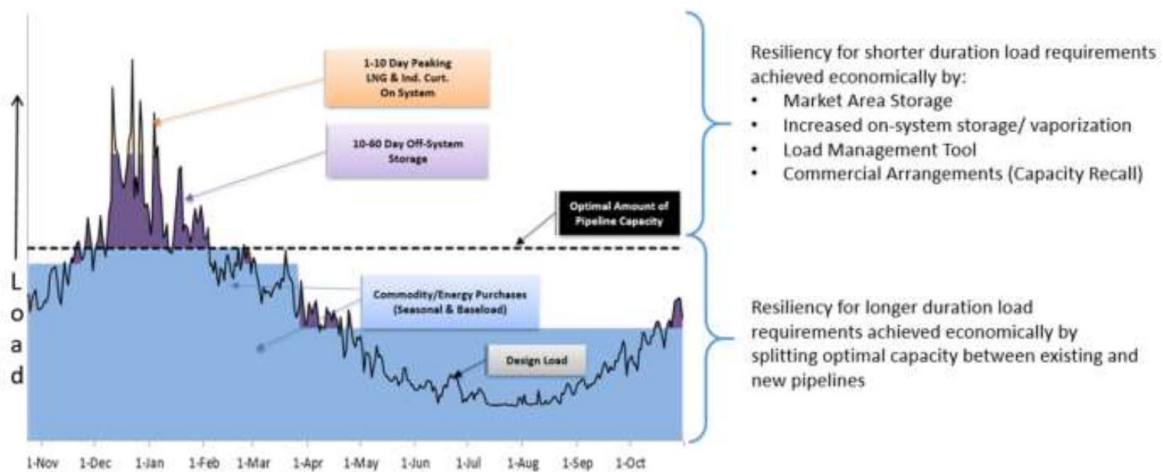 1-10 Day Peaking
LNG & Ind. Curt.
On System
10-60 Day Off-System
Storage
Optimal Amount of
Pipeline Capacity
Commodity/Energy Purchases
(Seasonal & Baseload)
Design Load
Load
1-Nov 1-Dec 1-Jan 1-Feb 1-Mar 1-Apr 1-May 1-Jun 1-Jul 1-Aug 1-Sep 1-Oct
Resiliency for shorter duration load requirements
achieved economically by:
• Market Area Storage
• Increased on-system storage/ vaporization
• Load Management Tool
• Commercial Arrangements (Capacity Recall)
Resiliency for longer duration load
requirements achieved economically by
splitting optimal capacity between existing and
new pipelines